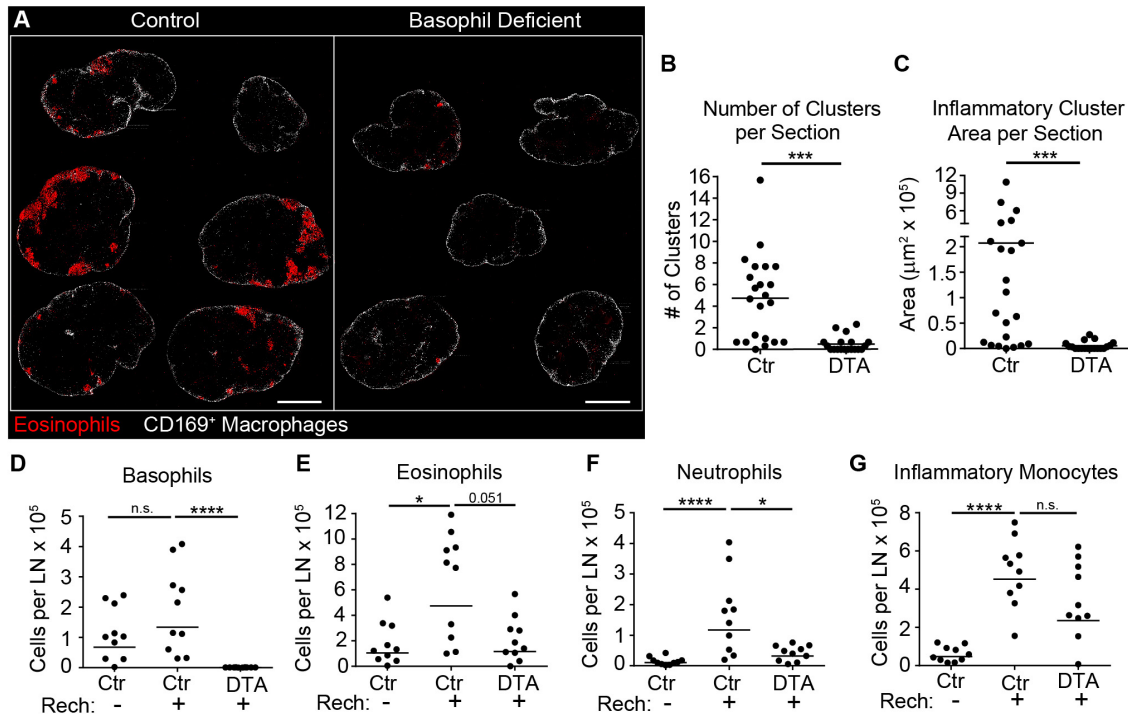 A
Control
Basophil Deficient
Eosinophils CD169+ Macrophages
B
Number of Clusters
per Section
***
# of Clusters
16
14
12
10
8
6
4
2
0
Ctr DTA
C
Inflammatory Cluster
Area per Section
***
Area (μm² x 10⁵)
12
9
6
3
2
1.5
1
0.5
0
Ctr DTA
D
Basophils
n.s. ****
Cells per LN x 10⁵
5
4
3
2
1
0
Ctr Ctr DTA
Rech: - + +
E
Eosinophils
* 0.051
Cells per LN x 10⁵
12
10
8
6
4
2
0
Ctr Ctr DTA
Rech: - + +
F
Neutrophils
**** *
Cells per LN x 10⁵
5
4
3
2
1
0
Ctr Ctr DTA
Rech: - + +
G
Inflammatory Monocytes
**** n.s.
Cells per LN x 10⁵
8
6
4
2
0
Ctr Ctr DTA
Rech: - + +